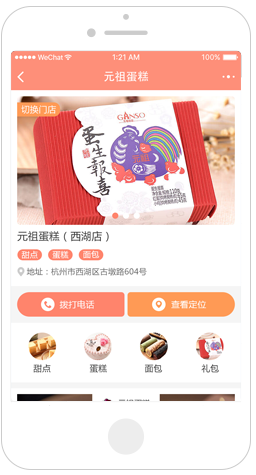 WeChat 1:21 AM 100%
元祖蛋糕
切换门店
GANSO
元祖
蛋生報喜
元祖蛋糕（西湖店）
甜点 蛋糕 面包
地址：杭州市西湖区古墩路604号
拨打电话 查看定位
甜点 蛋糕 面包 礼包